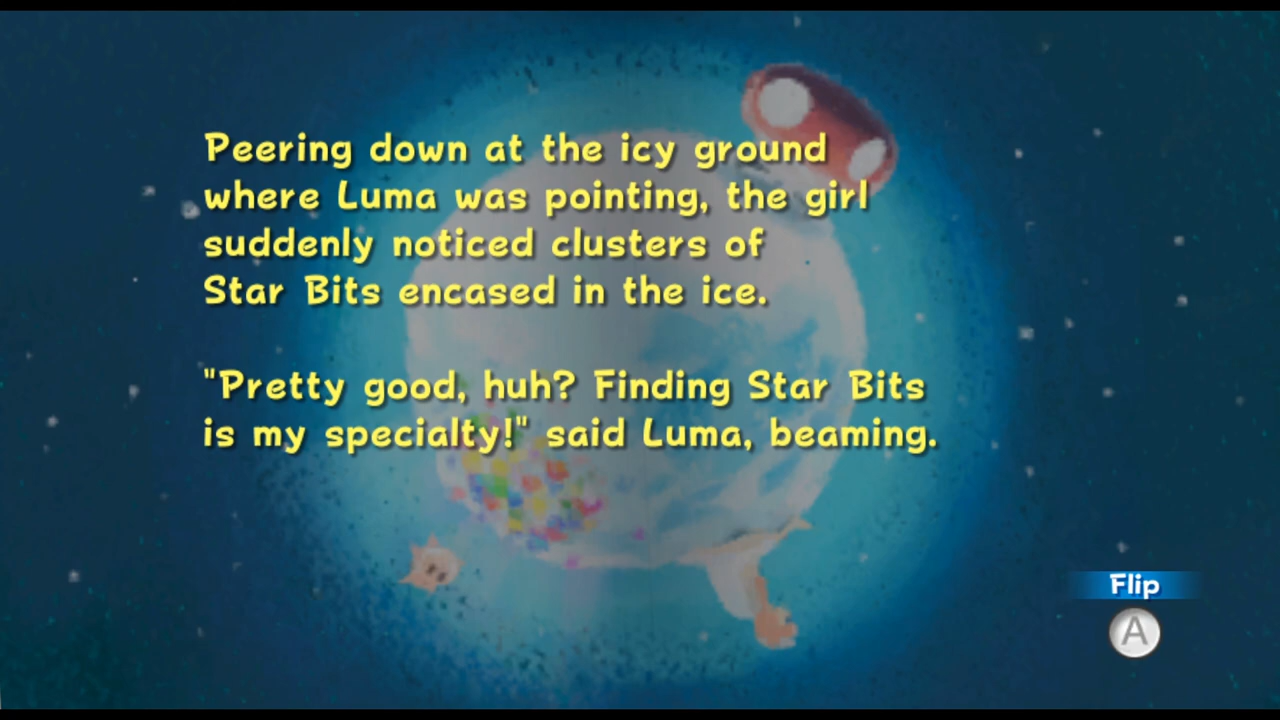 Peering down at the icy ground
where Luma was pointing, the girl
suddenly noticed clusters of
Star Bits encased in the ice.
"Pretty good, huh? Finding Star Bits
is my specialty!" said Luma, beaming.
Flip
A